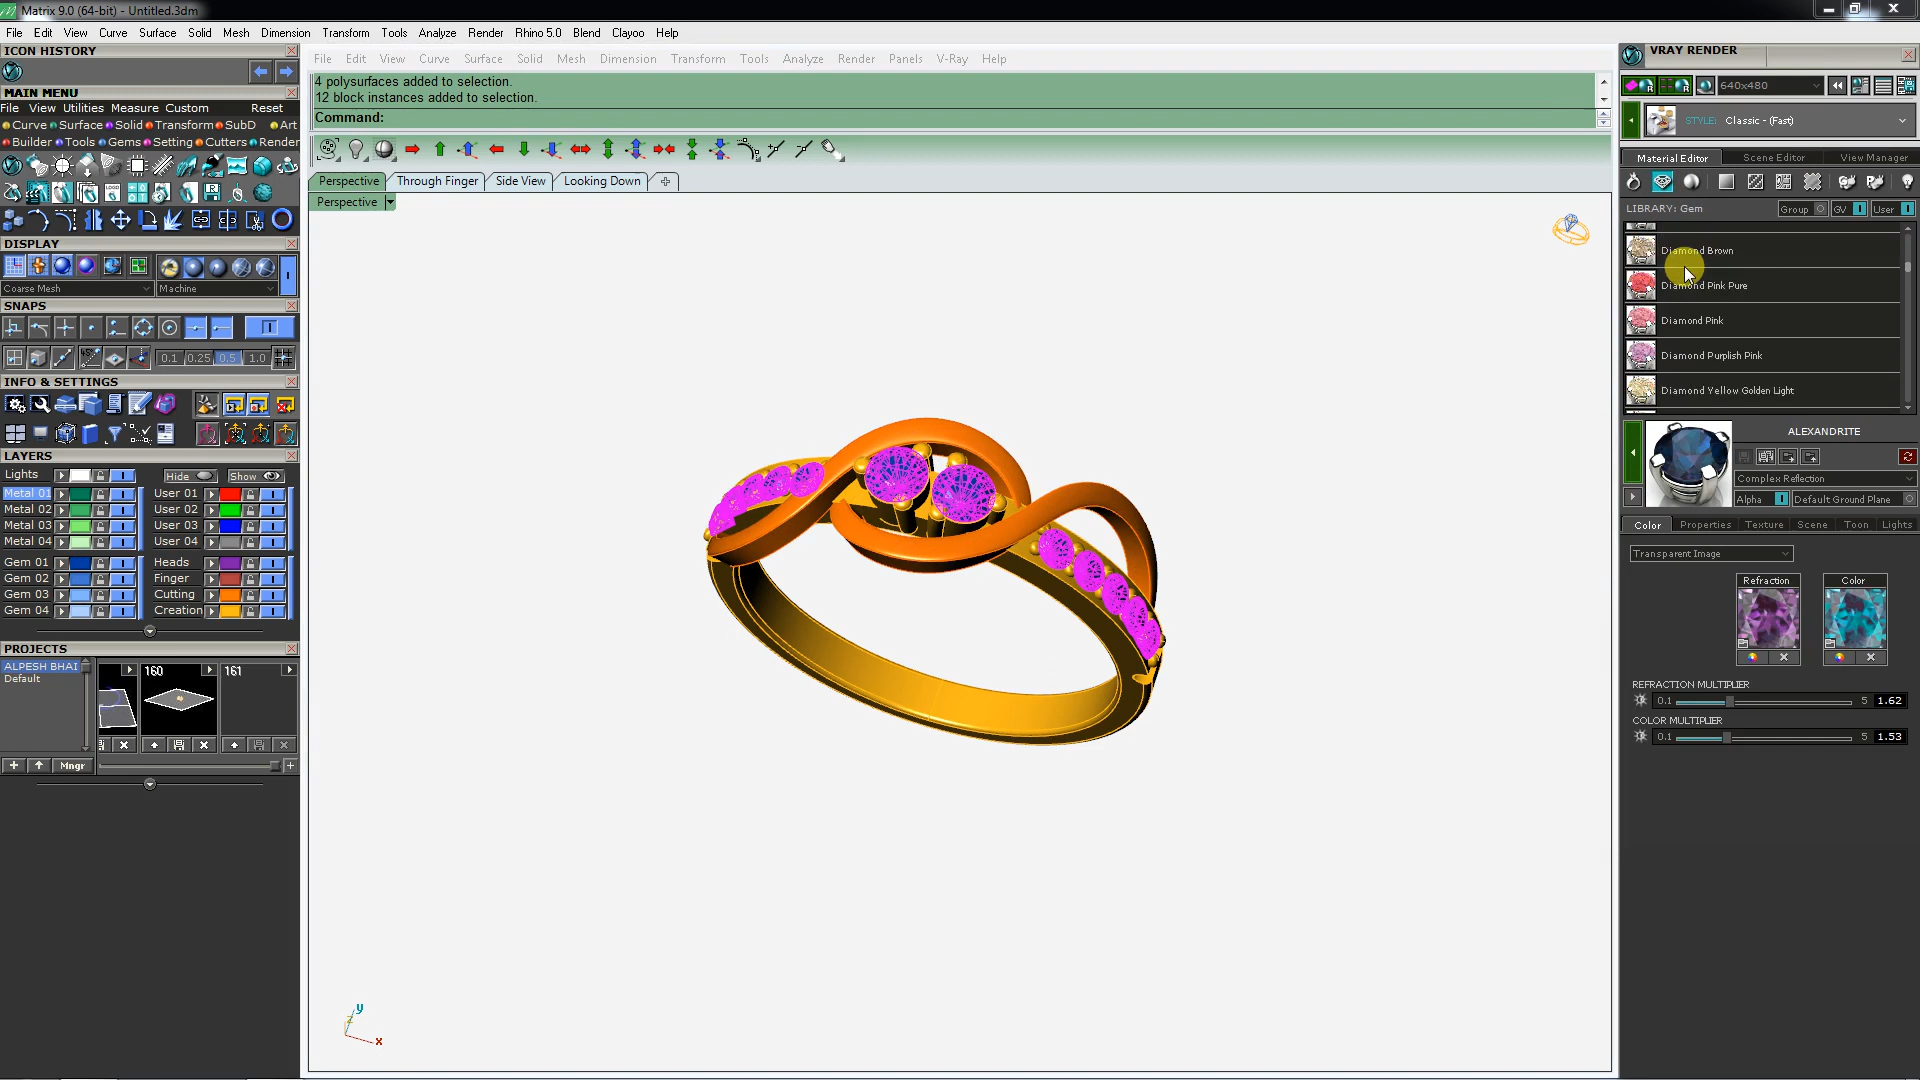 Matrix 9.0 (64-bit) - Untitled.3dm
File Edit View Curve Surface Solid Mesh Dimension Transform Tools Analyze Render Rhino 5.0 Blend Clayoo Help
ICON HISTORY
MAIN MENU
File View Utilities Measure Custom Reset
Curve Surface Solid Transform SubD Art
Builder Tools Gems Setting Cutters Render
DISPLAY
Coarse Mesh Machine
SNAPS
0.1 0.25 0.5 1.0
INFO & SETTINGS
LAYERS
Lights Hide Show
Metal 01 User 01
Metal 02 User 02
Metal 03 User 03
Metal 04 User 04
Gem 01 Heads
Gem 02 Finger
Gem 03 Cutting
Gem 04 Creation
PROJECTS
ALPESH BHAI
Default
160 161
Mngr
File Edit View Curve Surface Solid Mesh Dimension Transform Tools Analyze Render Panels V-Ray Help
4 polysurfaces added to selection.
12 block instances added to selection.
Command:
Perspective Through Finger Side View Looking Down
Perspective
y
z
x
VRAY RENDER
640x480
STYLE: Classic - (Fast)
Material Editor Scene Editor View Manager
LIBRARY: Gem Group GV User
Diamond Brown
Diamond Pink Pure
Diamond Pink
Diamond Purplish Pink
Diamond Yellow Golden Light
ALEXANDRITE
Complex Reflection
Alpha Default Ground Plane
Color Properties Texture Scene Toon Lights
Transparent Image
Refraction Color
REFRACTION MULTIPLIER
0.1 5 1.62
COLOR MULTIPLIER
0.1 5 1.53